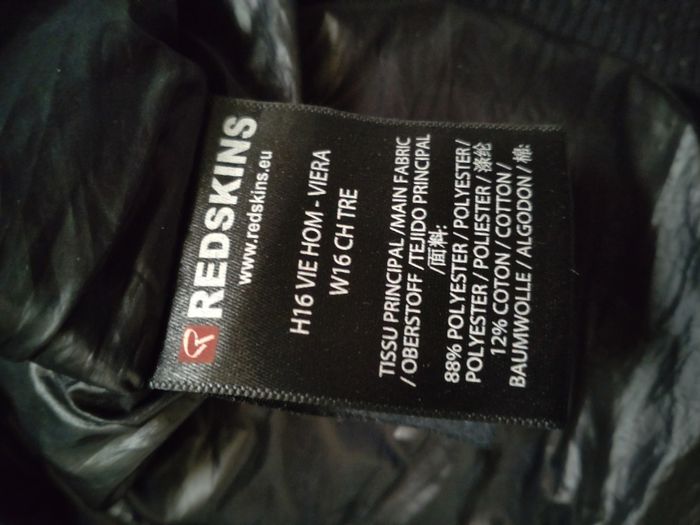 REDSKINS
www.redskins.eu
H16 VIE HOM - VIERA
W16 CH TRE
TISSU PRINCIPAL /MAIN FABRIC
/ OBERSTOFF /TEJIDO PRINCIPAL
/面料:
88% POLYESTER / POLYESTER/
POLYESTER / POLIESTER / 涤纶
12% COTON / COTTON /
BAUMWOLLE / ALGODON / 棉: